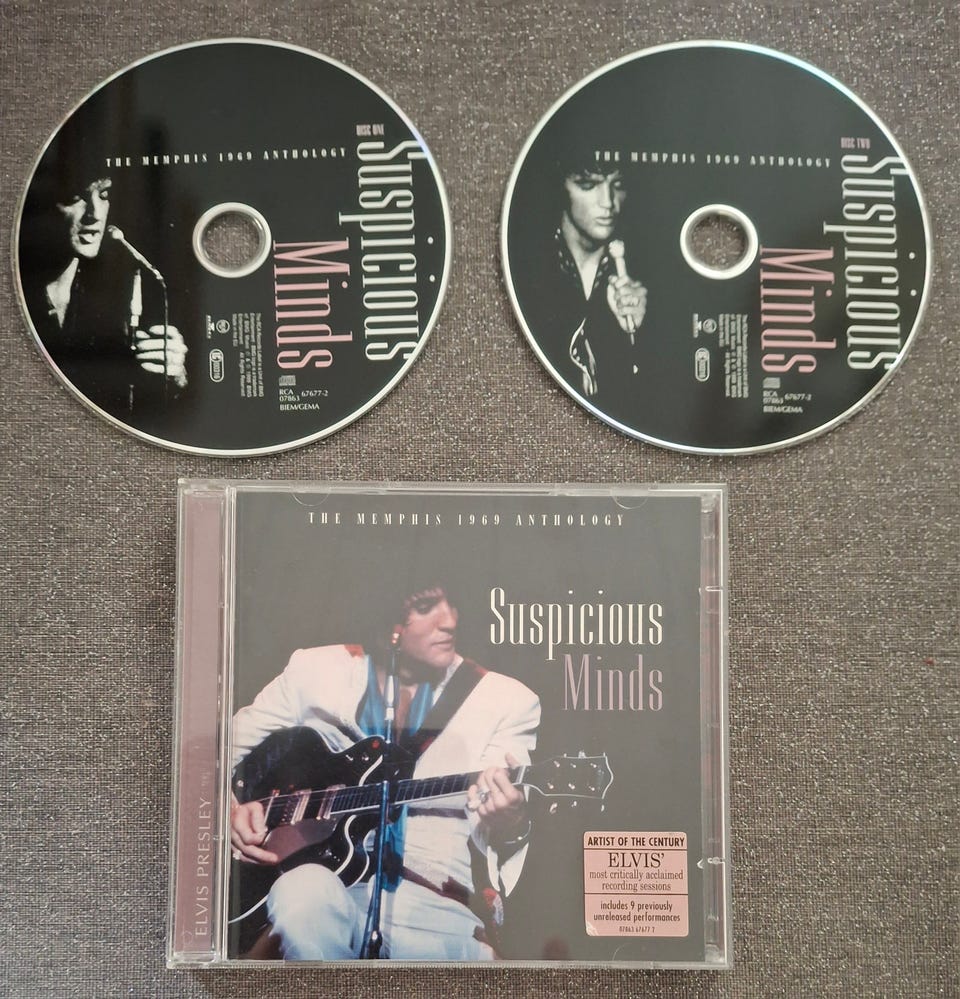 DISC ONE
THE MEMPHIS 1969 ANTHOLOGY
Suspicious
Minds
RCA
07863 67677-2
BIEM/GEMA
DISC TWO
THE MEMPHIS 1969 ANTHOLOGY
Suspicious
Minds
RCA
07863 67677-2
BIEM/GEMA
THE MEMPHIS 1969 ANTHOLOGY
Suspicious
Minds
ELVIS PRESLEY
ARTIST OF THE CENTURY
ELVIS'
most critically acclaimed
recording sessions
includes 9 previously
unreleased performances
07863 67677 2